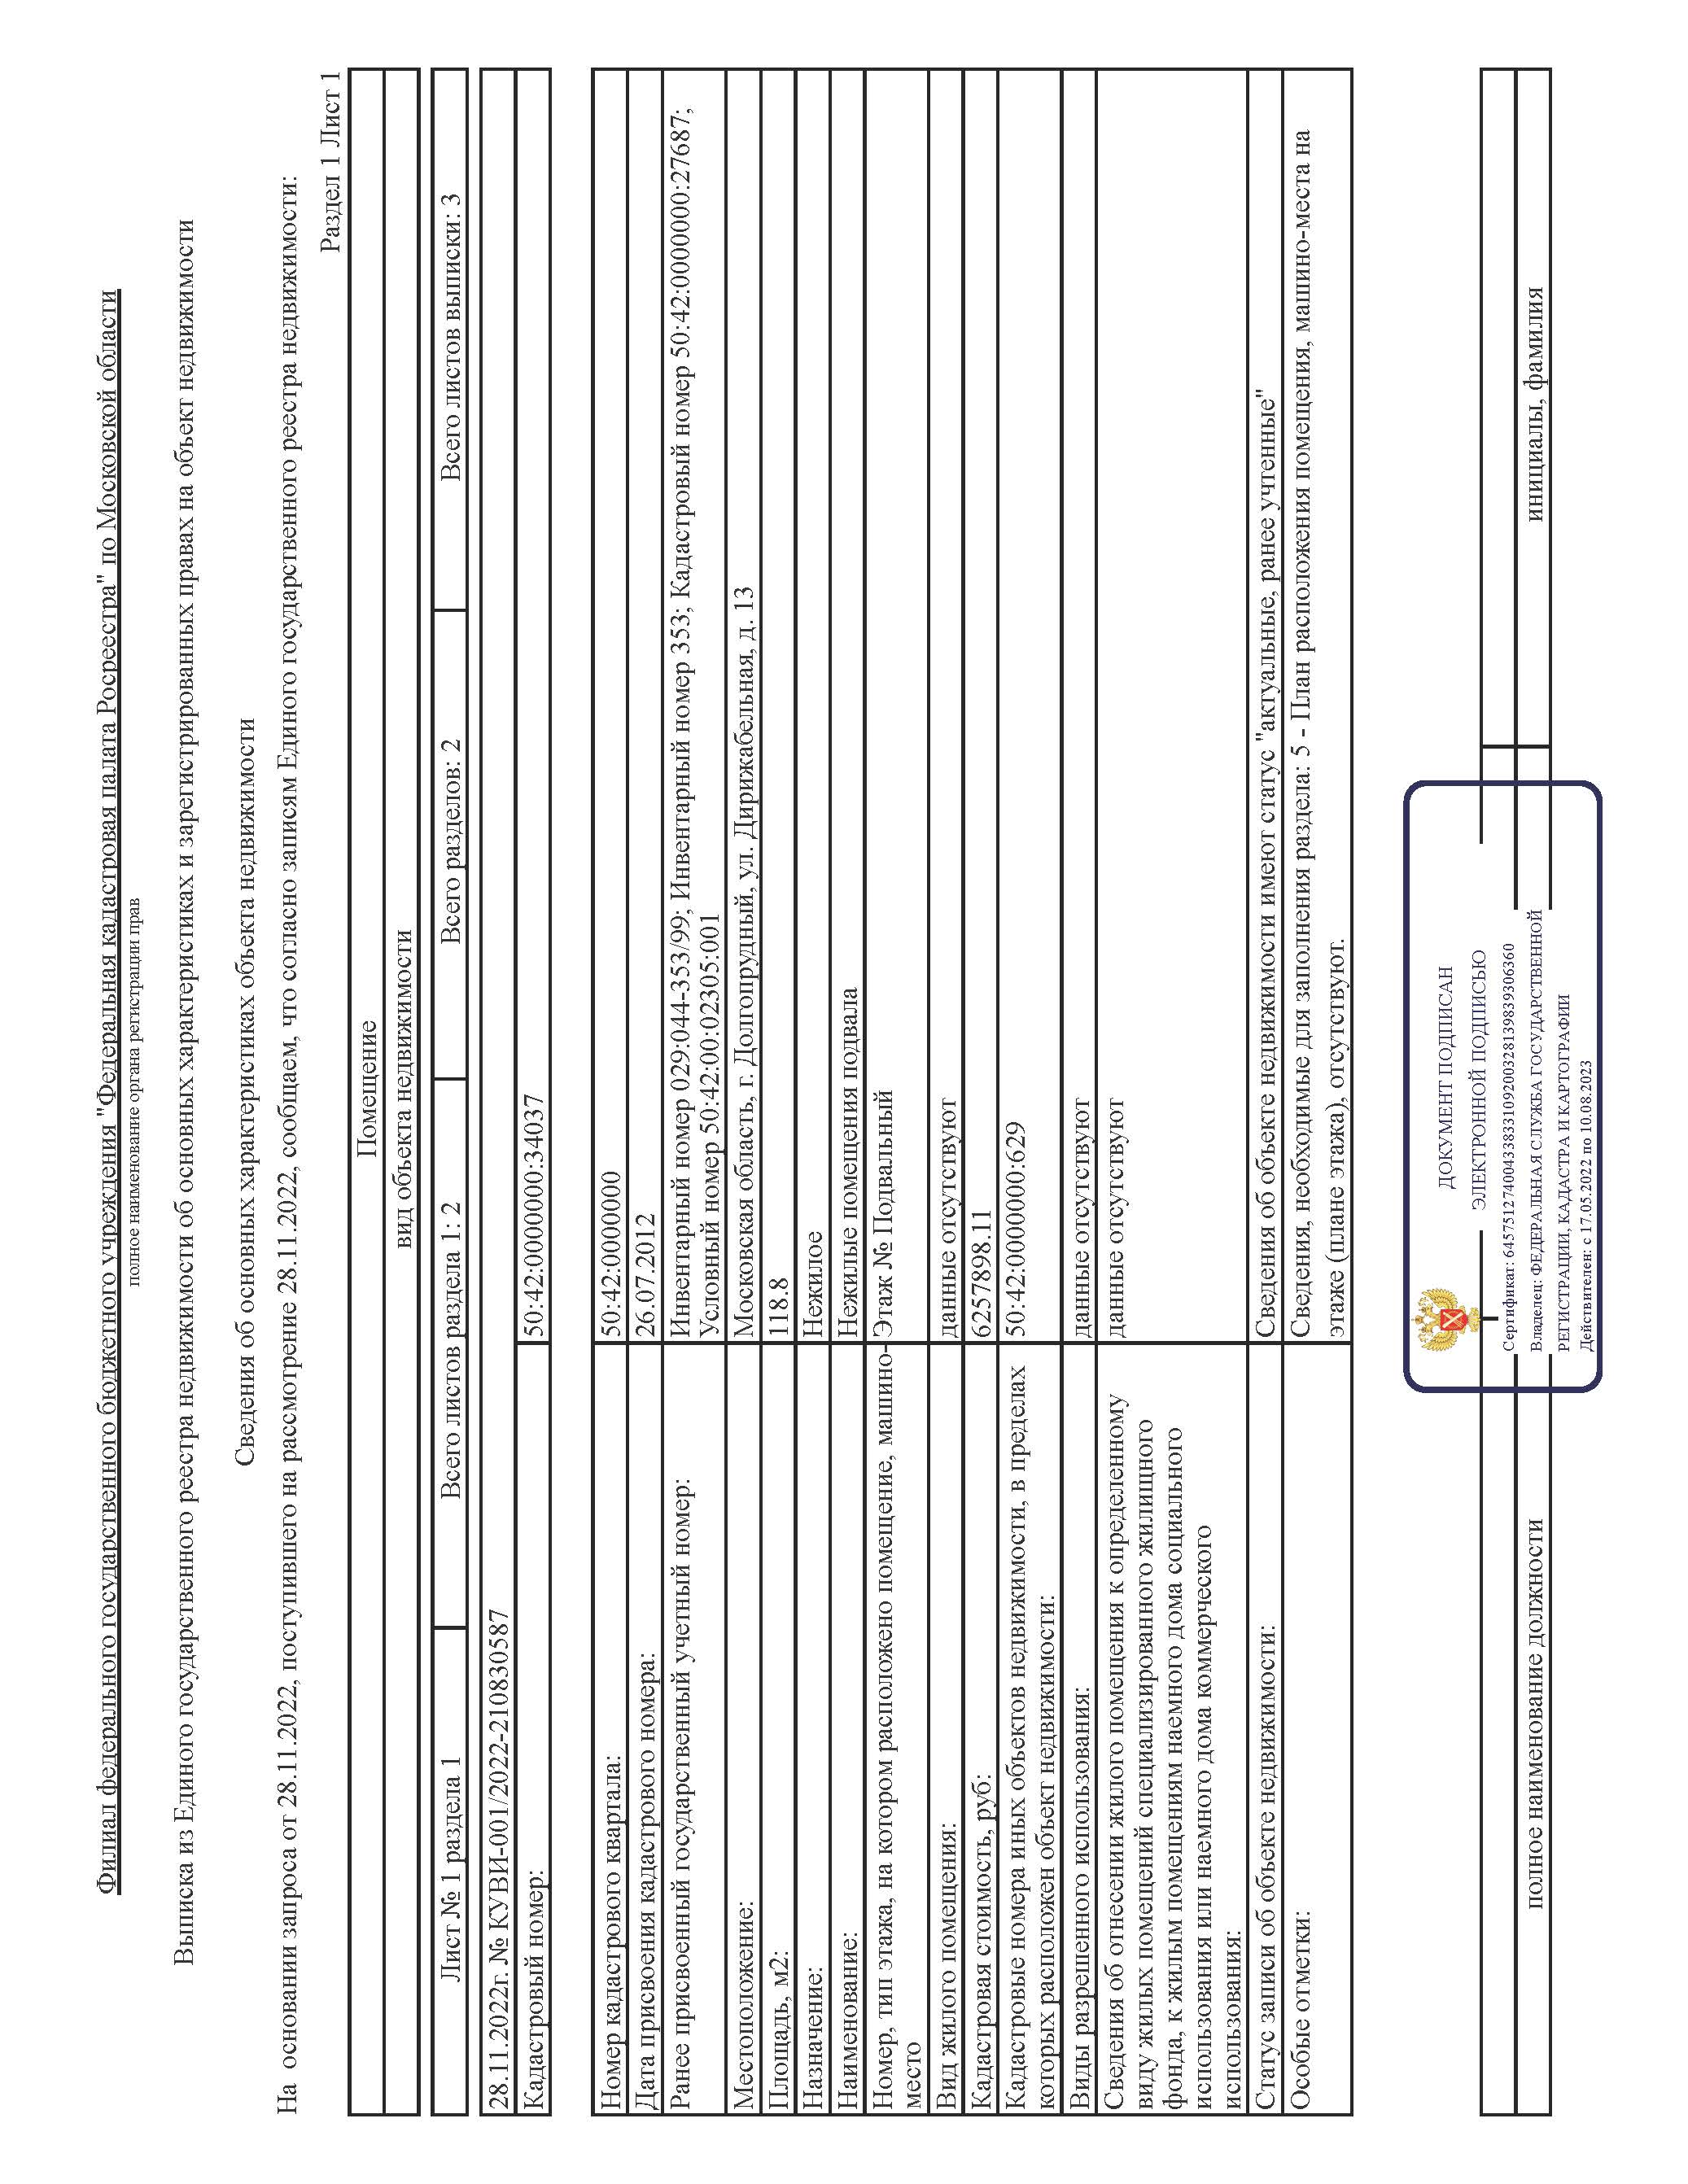 Филиал федерального государственного бюджетного учреждения "Федеральная кадастровая палата Росреестра" по Московской области
полное наименование органа регистрации прав
Выписка из Единого государственного реестра недвижимости об основных характеристиках и зарегистрированных правах на объект недвижимости
Сведения об основных характеристиках объекта недвижимости
На основании запроса от 28.11.2022, поступившего на рассмотрение 28.11.2022, сообщаем, что согласно записям Единого государственного реестра недвижимости:
Раздел 1 Лист 1
Помещение
вид объекта недвижимости
Лист № 1 раздела 1 Всего листов раздела 1: 2 Всего разделов: 2 Всего листов выписки: 3
28.11.2022г. № КУВИ-001/2022-210830587
Кадастровый номер: 50:42:0000000:34037
Номер кадастрового квартала: 50:42:0000000
Дата присвоения кадастрового номера: 26.07.2012
Ранее присвоенный государственный учетный номер: Инвентарный номер 029:044-353/99; Инвентарный номер 353; Кадастровый номер 50:42:0000000:27687;
Условный номер 50:42:00:02305:001
Местоположение: Московская область, г. Долгопрудный, ул. Дирижабельная, д. 13
Площадь, м2: 118.8
Назначение: Нежилое
Наименование: Нежилые помещения подвала
Номер, тип этажа, на котором расположено помещение, машино- Этаж № Подвальный
место
Вид жилого помещения: данные отсутствуют
Кадастровая стоимость, руб: 6257898.11
Кадастровые номера иных объектов недвижимости, в пределах 50:42:0000000:629
которых расположен объект недвижимости:
Виды разрешенного использования: данные отсутствуют
Сведения об отнесении жилого помещения к определенному данные отсутствуют
виду жилых помещений специализированного жилищного
фонда, к жилым помещениям наемного дома социального
использования или наемного дома коммерческого
использования:
Статус записи об объекте недвижимости: Сведения об объекте недвижимости имеют статус "актуальные, ранее учтенные"
Особые отметки: Сведения, необходимые для заполнения раздела: 5 - План расположения помещения, машино-места на
этаже (плане этажа), отсутствуют.
ДОКУМЕНТ ПОДПИСАН
ЭЛЕКТРОННОЙ ПОДПИСЬЮ
Сертификат: 64575127400433833109200328139839306360
Владелец: ФЕДЕРАЛЬНАЯ СЛУЖБА ГОСУДАРСТВЕННОЙ
РЕГИСТРАЦИИ, КАДАСТРА И КАРТОГРАФИИ
Действителен: с 17.05.2022 по 10.08.2023
полное наименование должности инициалы, фамилия